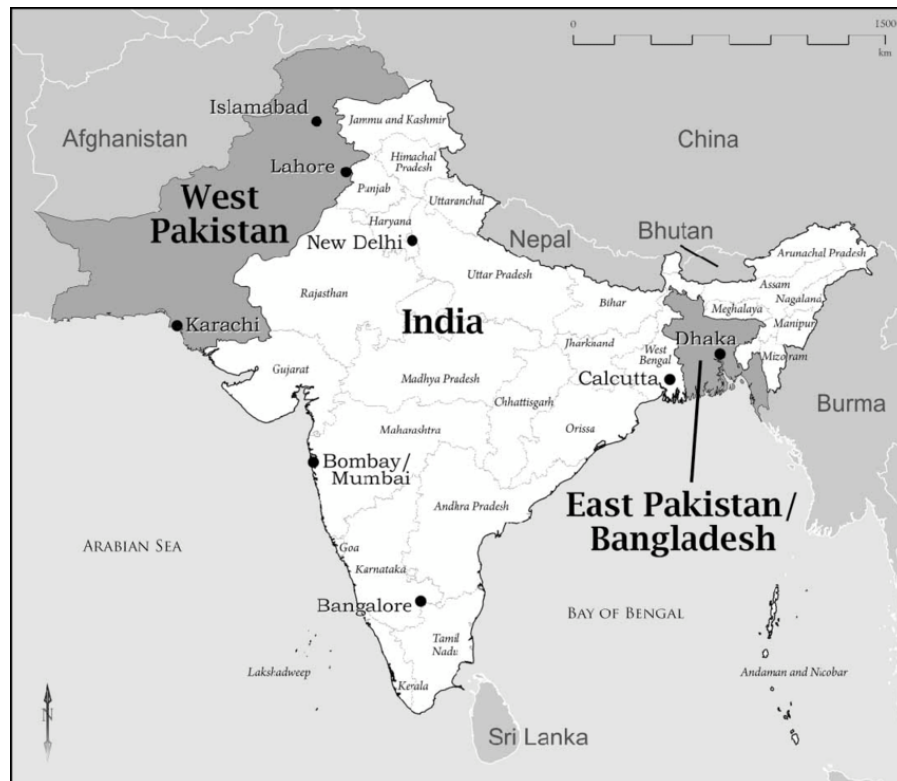 0 1500
km
Islamabad
Jammu and Kashmir
Afghanistan
China
Himachal
Pradesh
Lahore
Punjab
West
Pakistan
Uttaranchal
Haryana
New Delhi
Nepal
Bhutan
Arunachal Pradesh
Uttar Pradesh
Assam
Rajasthan
Nagaland
Bihar
Meghalaya
India
Manipur
Karachi
Dhaka
Jharknand
West
Bengal
Mizoram
Gujarat
Madhya Pradesh
Calcutta
Chhattisgarh
Burma
Maharashtra
Orissa
Bombay/
Mumbai
Andhra Pradesh
East Pakistan/
Bangladesh
Arabian Sea
Goa
Karnataka
Bangalore
Bay of Bengal
Tamil
Nadu
Lakshadweep
Andaman and Nicobar
Kerala
N
Sri Lanka